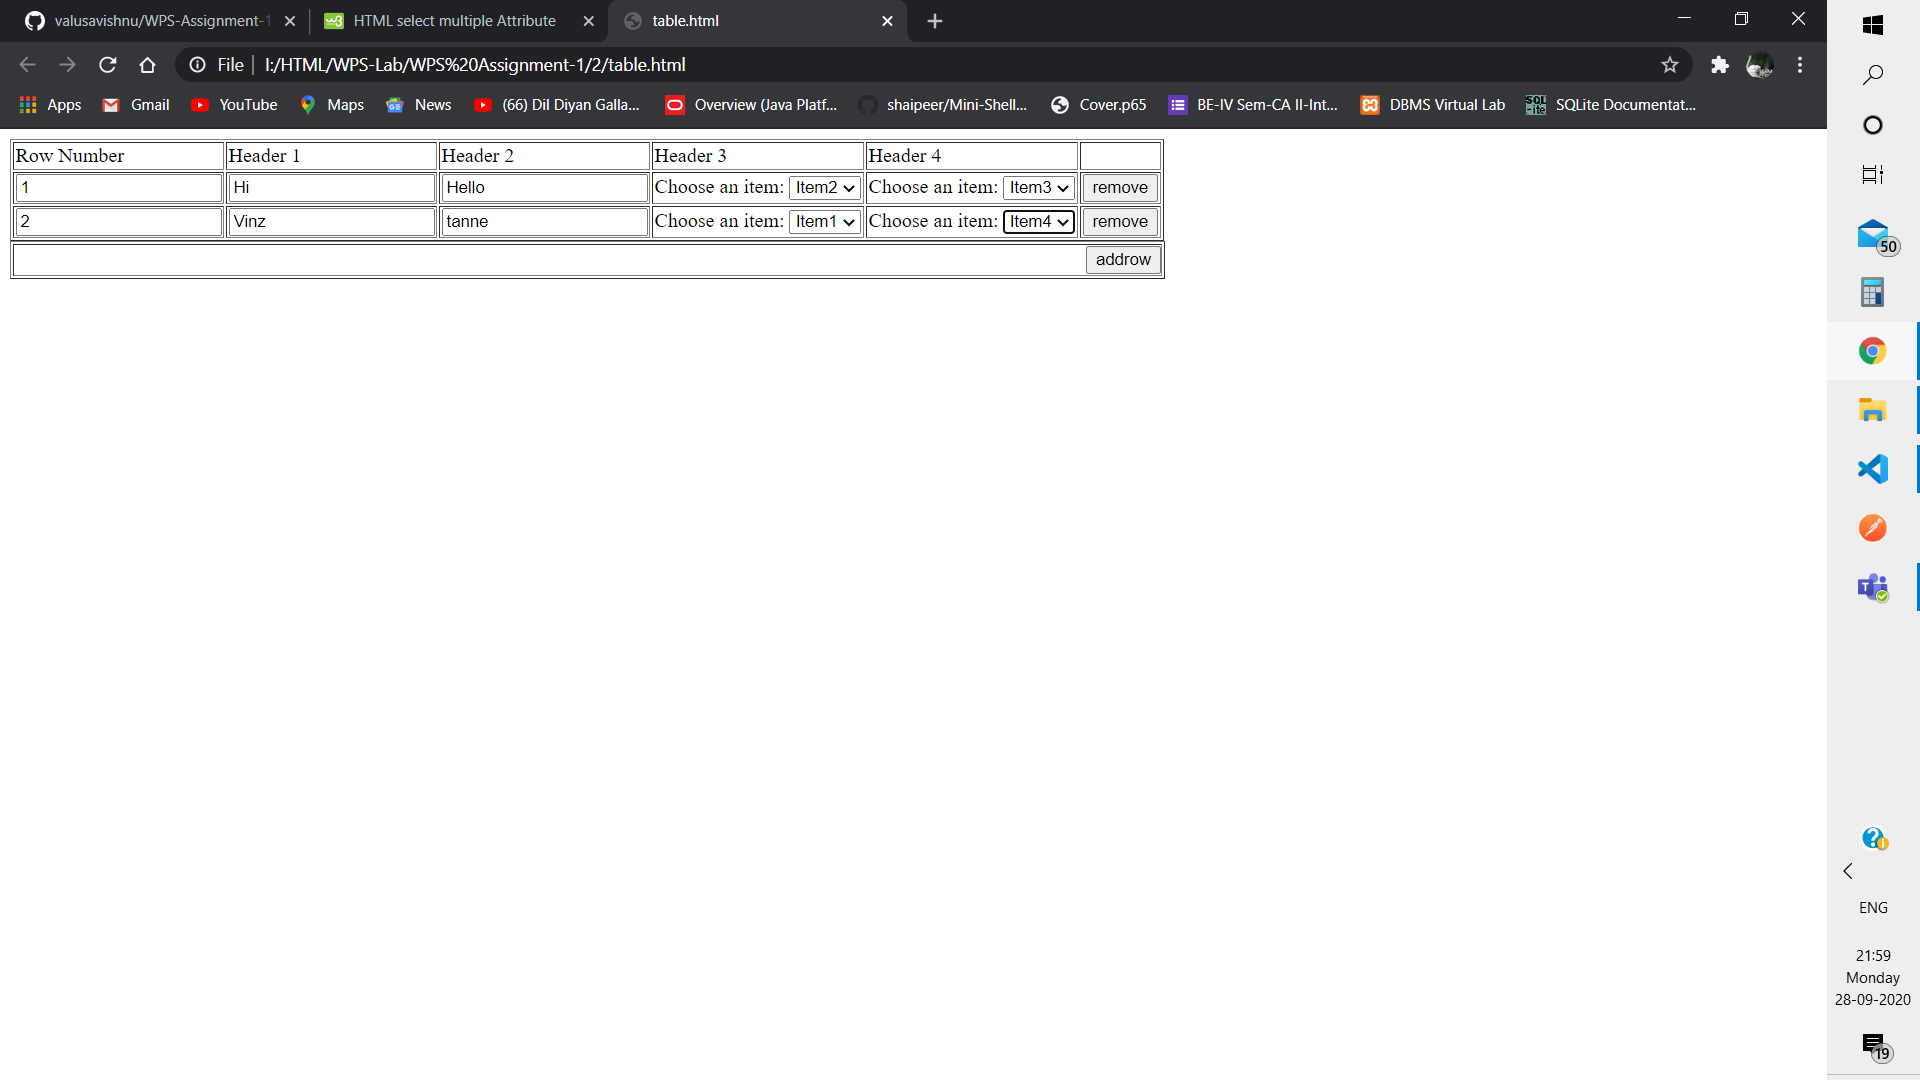 valusavishnu/WPS-Assignment-1
HTML select multiple Attribute
table.html
File
I:/HTML/WPS-Lab/WPS%20Assignment-1/2/table.html
Apps Gmail YouTube Maps News (66) Dil Diyan Galla... Overview (Java Platf... shaipeer/Mini-Shell... Cover.p65 BE-IV Sem-CA II-Int... DBMS Virtual Lab SQLite Documentat...
Row Number Header 1 Header 2 Header 3 Header 4
1 Hi Hello Choose an item: Item2 Choose an item: Item3 remove
2 Vinz tanne Choose an item: Item1 Choose an item: Item4 remove
addrow
50
ENG
21:59
Monday
28-09-2020
19